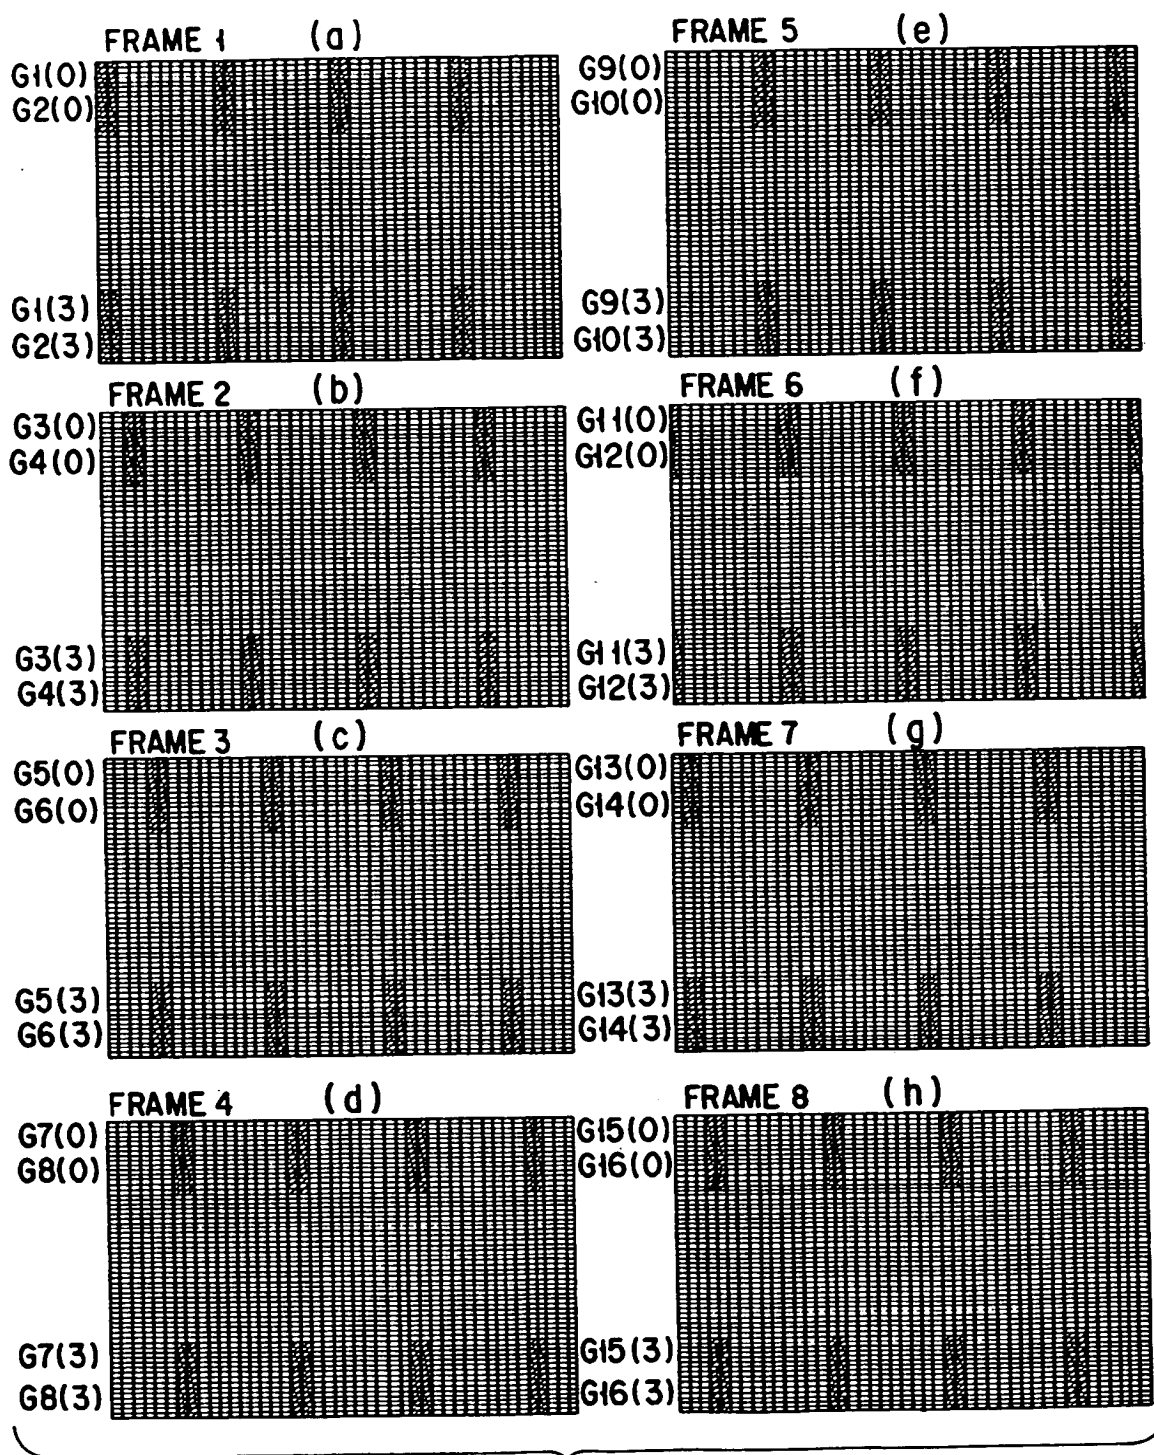 FRAME 1 (a)
G1(0)
G2(0)
G1(3)
G2(3)
FRAME 2 (b)
G3(0)
G4(0)
G3(3)
G4(3)
FRAME 3 (c)
G5(0)
G6(0)
G5(3)
G6(3)
FRAME 4 (d)
G7(0)
G8(0)
G7(3)
G8(3)
FRAME 5 (e)
G9(0)
G10(0)
G9(3)
G10(3)
FRAME 6 (f)
G11(0)
G12(0)
G11(3)
G12(3)
FRAME 7 (g)
G13(0)
G14(0)
G13(3)
G14(3)
FRAME 8 (h)
G15(0)
G16(0)
G15(3)
G16(3)